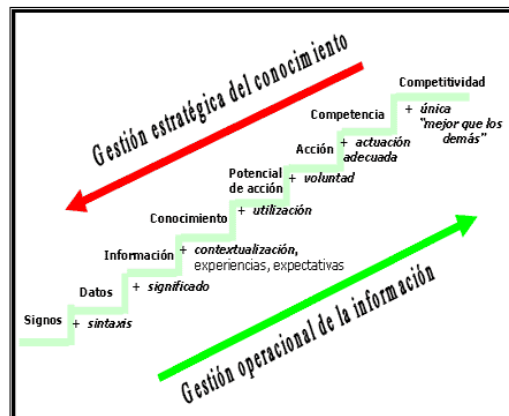 Gestión estratégica del conocimiento
Competitividad
+ única
"mejor que los
demás"
Competencia
+ actuación
adecuada
Acción
+ voluntad
Potencial
de acción
+ utilización
Conocimiento
+ contextualización,
experiencias, expectativas
Información
+ significado
Datos
+ sintaxis
Signos
Gestión operacional de la información